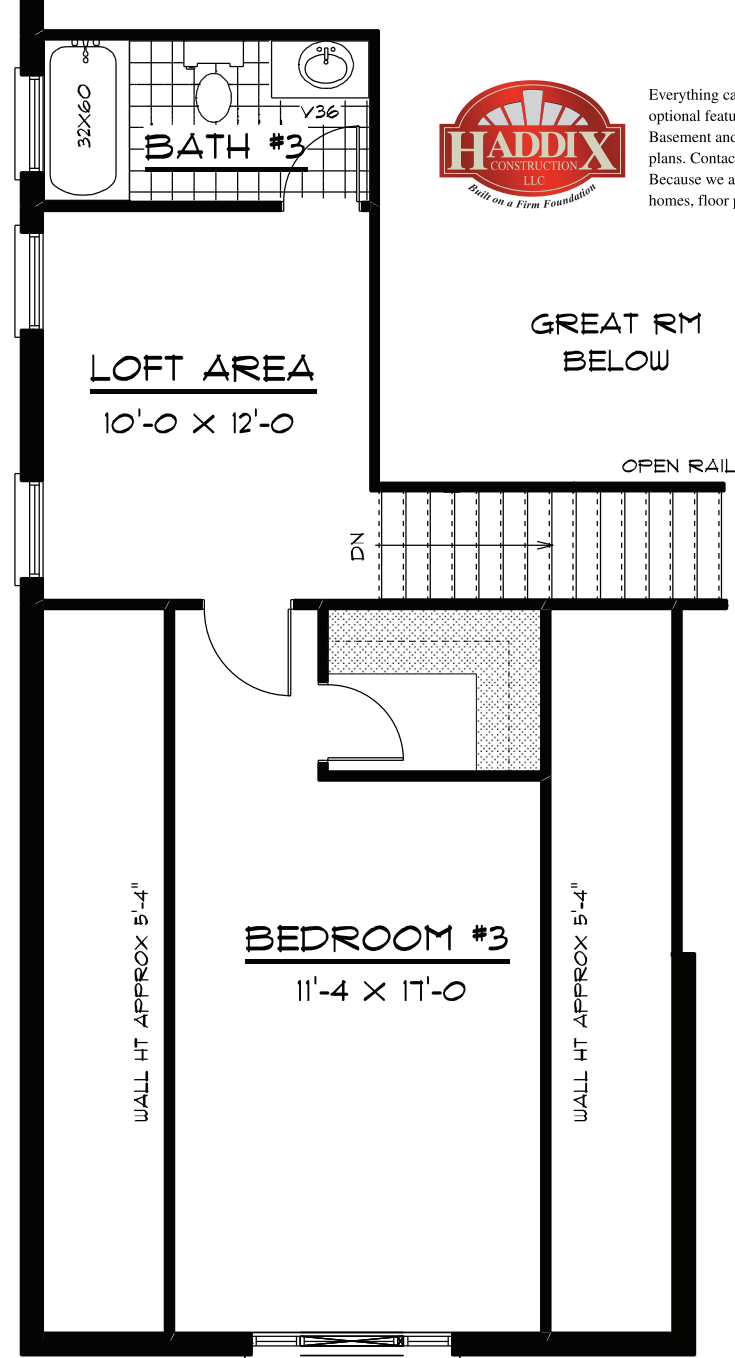 32X60
V36
BATH #3
HADDIX
CONSTRUCTION
LLC
Built on a Firm Foundation
Everything ca
optional featu
Basement and
plans. Contac
Because we a
homes, floor p
GREAT RM
BELOW
LOFT AREA
10'-0 X 12'-0
OPEN RAIL
DN
WALL HT APPROX 5'-4"
BEDROOM #3
11'-4 X 17'-0
WALL HT APPROX 5'-4"